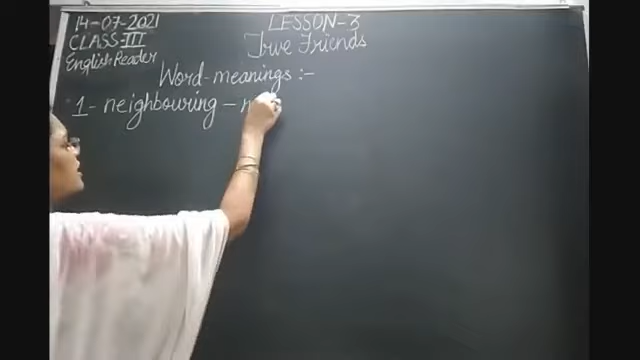 14-07-2021
CLASS-III
English Reader
LESSON-3
True Friends
Word-meanings :-
1- neighbouring - n